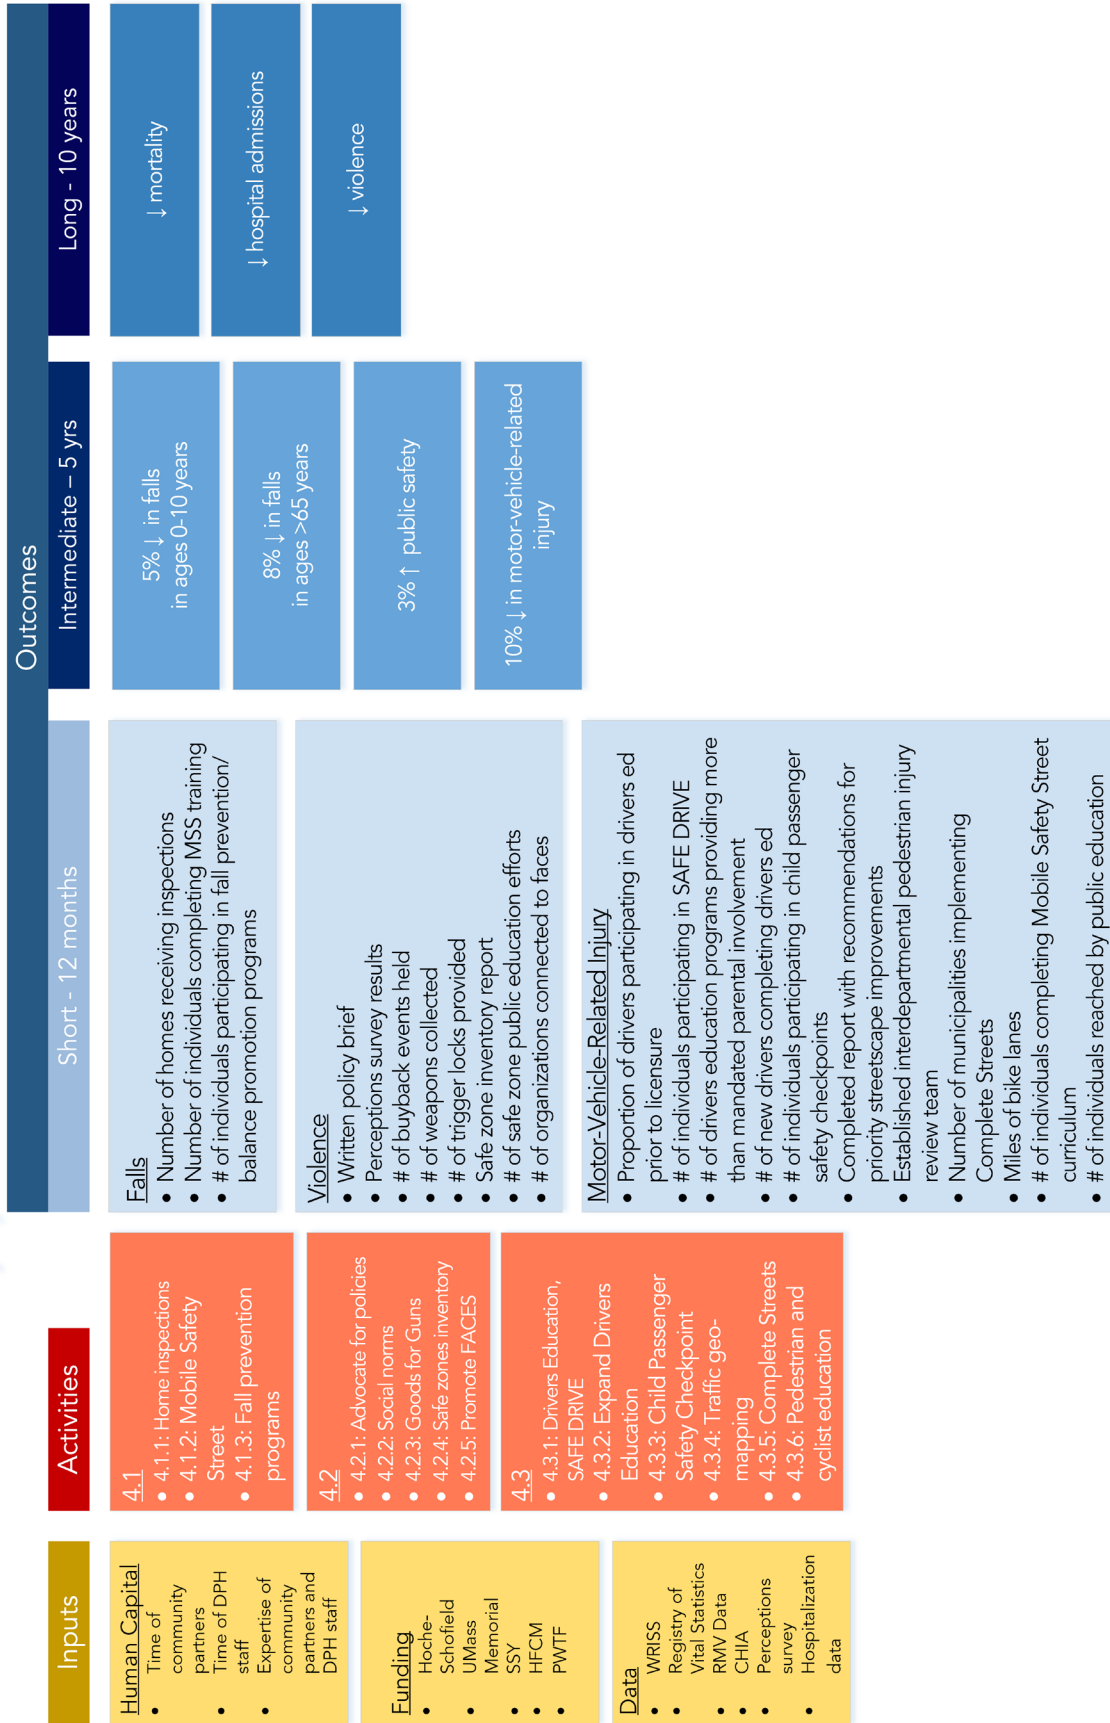 Outcomes
Inputs
Activities
Short - 12 months
Intermediate – 5 yrs
Long - 10 years
Human Capital
• Time of
community
partners
• Time of DPH
staff
• Expertise of
community
partners and
DPH staff
Funding
• Hoche-
Schofield
• UMass
Memorial
• SSY
• HFCM
• PWTF
Data
• WRISS
• Registry of
Vital Statistics
• RMV Data
• CHIA
• Perceptions
survey
• Hospitalization
data
4.1
• 4.1.1: Home inspections
• 4.1.2: Mobile Safety
Street
• 4.1.3: Fall prevention
programs
4.2
• 4.2.1: Advocate for policies
• 4.2.2: Social norms
• 4.2.3: Goods for Guns
• 4.2.4: Safe zones inventory
• 4.2.5: Promote FACES
4.3
• 4.3.1: Drivers Education,
SAFE DRIVE
• 4.3.2: Expand Drivers
Education
• 4.3.3: Child Passenger
Safety Checkpoint
• 4.3.4: Traffic geo-
mapping
• 4.3.5: Complete Streets
• 4.3.6: Pedestrian and
cyclist education
Falls
• Number of homes receiving inspections
• Number of individuals completing MSS training
• # of individuals participating in fall prevention/
balance promotion programs
Violence
• Written policy brief
• Perceptions survey results
• # of buyback events held
• # of weapons collected
• # of trigger locks provided
• Safe zone inventory report
• # of safe zone public education efforts
• # of organizations connected to faces
Motor-Vehicle-Related Injury
• Proportion of drivers participating in drivers ed
prior to licensure
• # of individuals participating in SAFE DRIVE
• # of drivers education programs providing more
than mandated parental involvement
• # of new drivers completing drivers ed
• # of individuals participating in child passenger
safety checkpoints
• Completed report with recommendations for
priority streetscape improvements
• Established interdepartmental pedestrian injury
review team
• Number of municipalities implementing
Complete Streets
• Miles of bike lanes
• # of individuals completing Mobile Safety Street
curriculum
• # of individuals reached by public education
5% ↓ in falls
in ages 0-10 years
8% ↓ in falls
in ages >65 years
3% ↑ public safety
10% ↓ in motor-vehicle-related
injury
↓ mortality
↓ hospital admissions
↓ violence